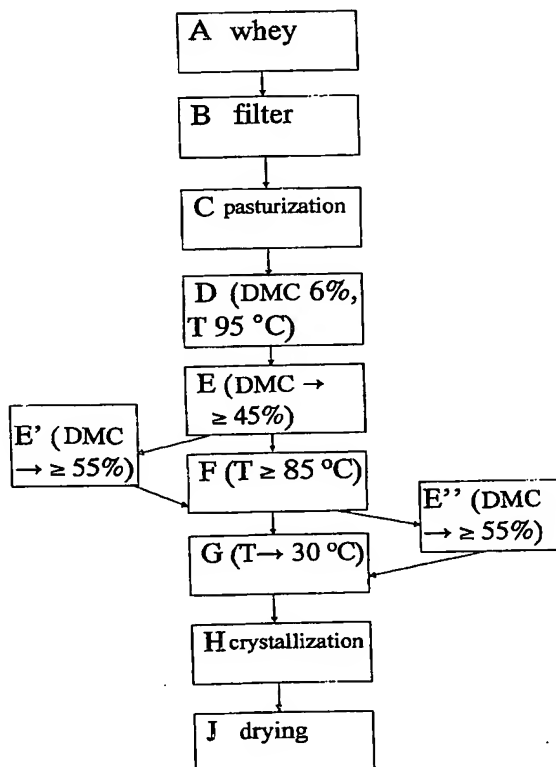 A whey
B filter
C pasturization
D (DMC 6%,
T 95 °C)
E (DMC →
≥ 45%)
E' (DMC
→ ≥ 55%)
F (T ≥ 85 °C)
E'' (DMC
→ ≥ 55%)
G (T→ 30 °C)
H crystallization
J drying